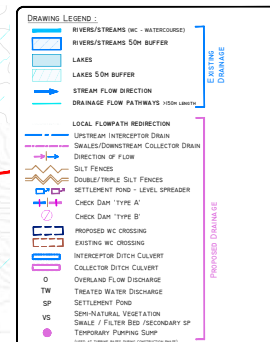 DRAWING LEGEND :
RIVERS/STREAMS (WC - WATERCOURSE)
RIVERS/STREAMS 50M BUFFER
LAKES
LAKES 50M BUFFER
STREAM FLOW DIRECTION
DRAINAGE FLOW PATHWAYS >150M LENGTH
EXISTING
DRAINAGE
LOCAL FLOWPATH REDIRECTION
UPSTREAM INTERCEPTOR DRAIN
SWALES/DOWNSTREAM COLLECTOR DRAIN
DIRECTION OF FLOW
SILT FENCES
DOUBLE/TRIPLE SILT FENCES
SETTLEMENT POND - LEVEL SPREADER
CHECK DAM 'TYPE A'
CHECK DAM 'TYPE B'
PROPOSED WC CROSSING
EXISTING WC CROSSING
INTERCEPTOR DITCH CULVERT
COLLECTOR DITCH CULVERT
O OVERLAND FLOW DISCHARGE
TW TREATED WATER DISCHARGE
SP SETTLEMENT POND
VS SEMI-NATURAL VEGETATION
SWALE / FILTER BED /SECONDARY SP
TEMPORARY PUMPING SUMP
PROPOSED DRAINAGE